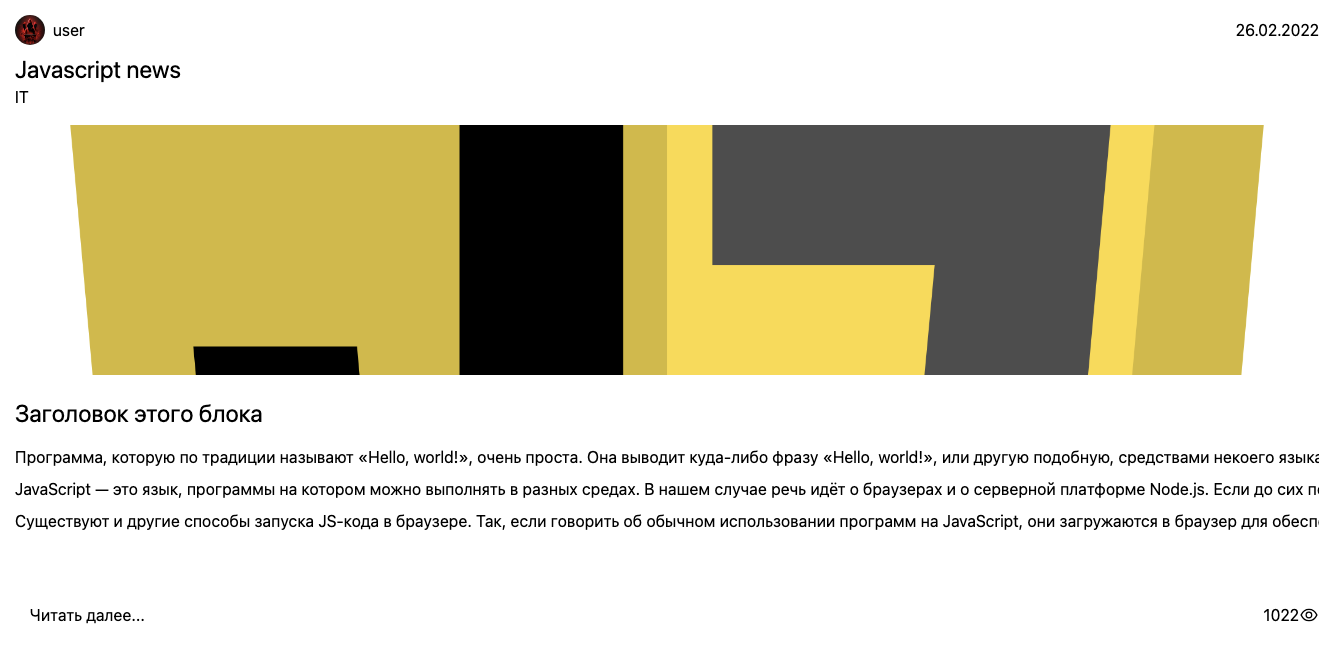 user 26.02.2022
Javascript news
IT
Заголовок этого блока
Программа, которую по традиции называют «Hello, world!», очень проста. Она выводит куда-либо фразу «Hello, world!», или другую подобную, средствами некоего языка
JavaScript — это язык, программы на котором можно выполнять в разных средах. В нашем случае речь идёт о браузерах и о серверной платформе Node.js. Если до сих
Существуют и другие способы запуска JS-кода в браузере. Так, если говорить об обычном использовании программ на JavaScript, они загружаются в браузер для
Читать далее... 1022